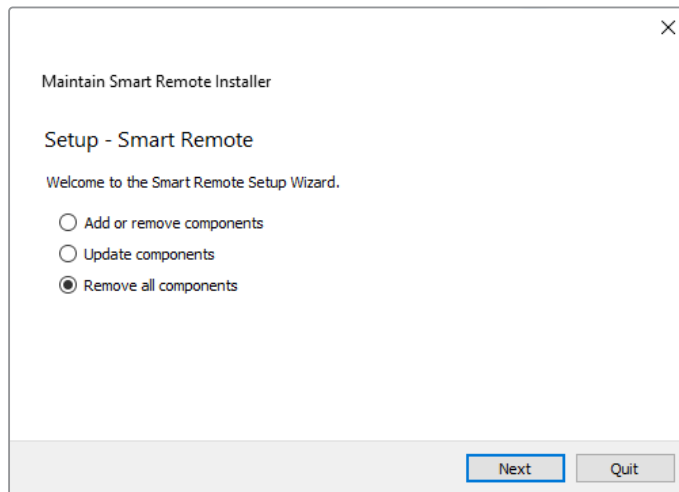 Maintain Smart Remote Installer
Setup - Smart Remote
Welcome to the Smart Remote Setup Wizard.
Add or remove components
Update components
Remove all components
Next Quit